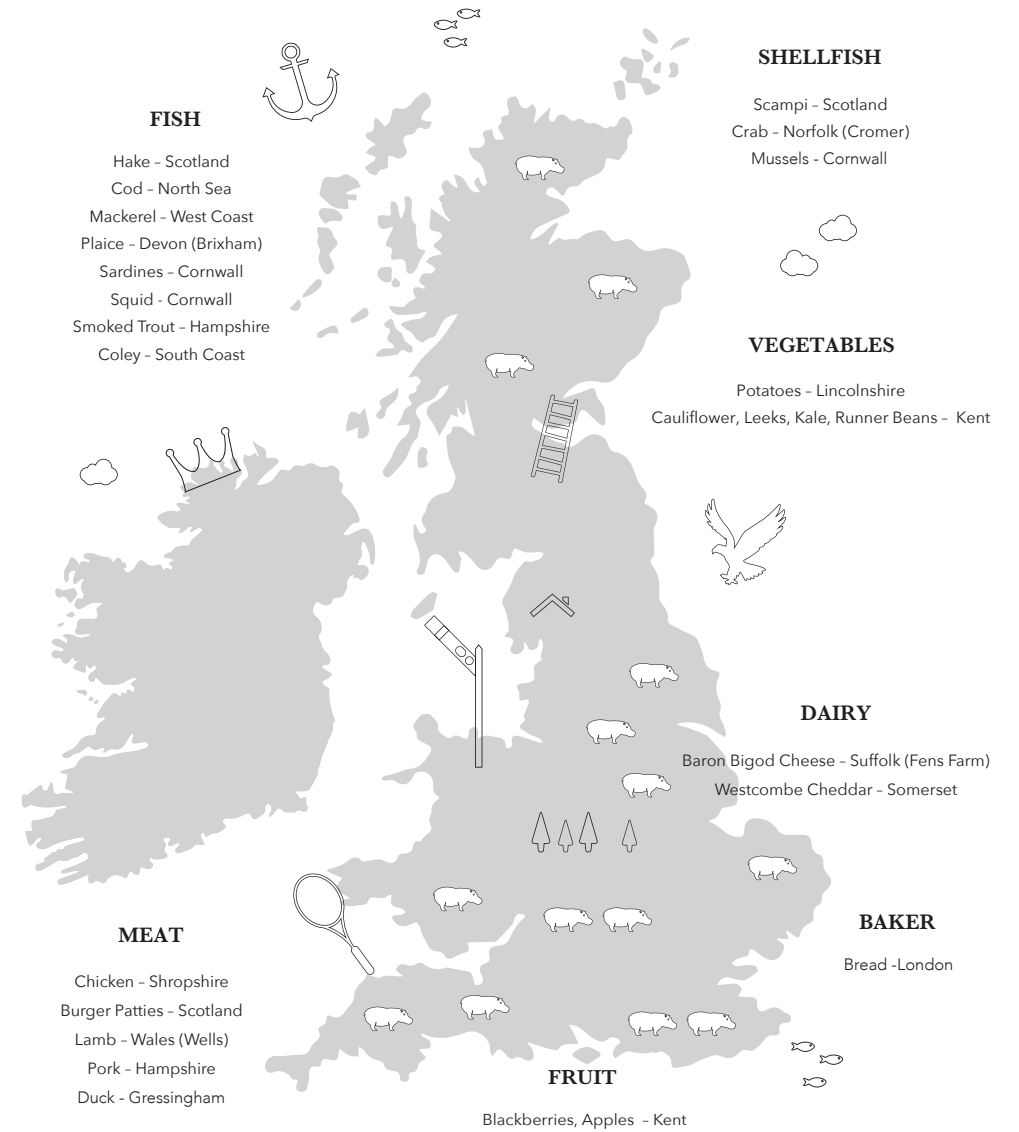 SHELLFISH
Scampi – Scotland
Crab – Norfolk (Cromer)
Mussels - Cornwall
FISH
Hake – Scotland
Cod – North Sea
Mackerel – West Coast
Plaice – Devon (Brixham)
Sardines – Cornwall
Squid - Cornwall
Smoked Trout – Hampshire
Coley – South Coast
VEGETABLES
Potatoes – Lincolnshire
Cauliflower, Leeks, Kale, Runner Beans – Kent
DAIRY
Baron Bigod Cheese – Suffolk (Fens Farm)
Westcombe Cheddar – Somerset
BAKER
Bread -London
MEAT
Chicken – Shropshire
Burger Patties – Scotland
Lamb – Wales (Wells)
Pork – Hampshire
Duck - Gressingham
FRUIT
Blackberries, Apples – Kent